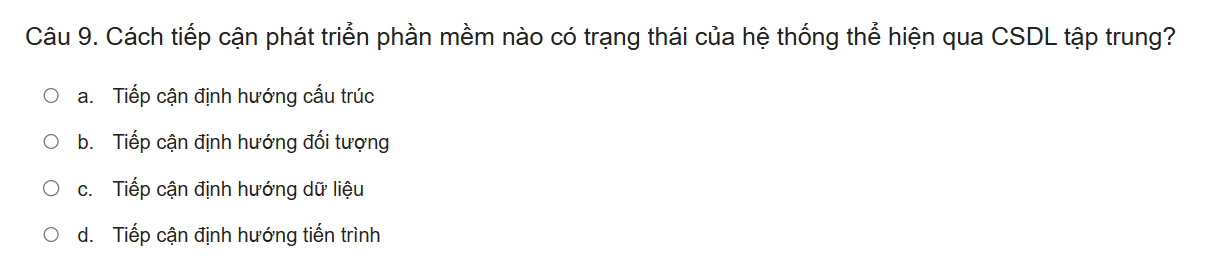 Câu 9. Cách tiếp cận phát triển phần mềm nào có trạng thái của hệ thống thể hiện qua CSDL tập trung?
a. Tiếp cận định hướng cấu trúc
b. Tiếp cận định hướng đối tượng
c. Tiếp cận định hướng dữ liệu
d. Tiếp cận định hướng tiến trình